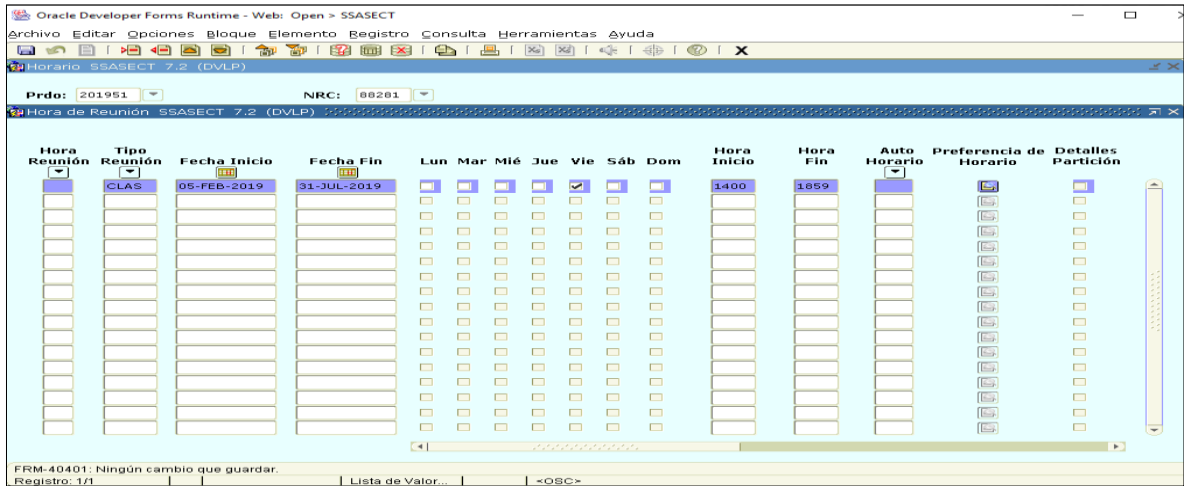 Oracle Developer Forms Runtime - Web: Open > SSASECT
Archivo Editar Opciones Bloque Elemento Registro Consulta Herramientas Ayuda
Horario SSASECT 7.2 (DVLP)
Prdo: 201951 NRC: 88281
Hora de Reunión SSASECT 7.2 (DVLP)
Hora Tipo Hora Hora Auto Preferencia de Detalles
Reunión Reunión Fecha Inicio Fecha Fin Lun Mar Mié Jue Vie Sáb Dom Inicio Fin Horario Horario Partición
CLAS 05-FEB-2019 31-JUL-2019 1400 1859
FRM-40401: Ningún cambio que guardar.
Registro: 1/1 Lista de Valor... <OSC>